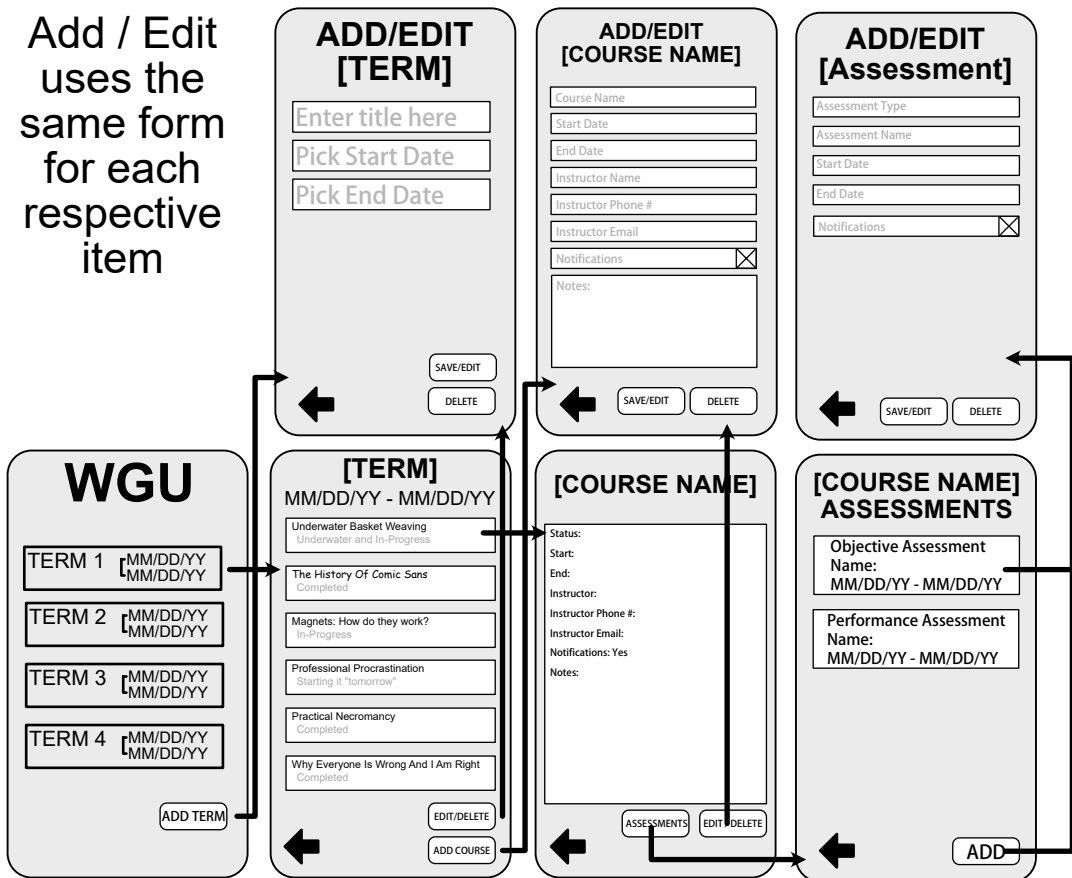 Add / Edit
uses the
same form
for each
respective
item
ADD/EDIT
[TERM]
Enter title here
Pick Start Date
Pick End Date
SAVE/EDIT
DELETE
ADD/EDIT
[COURSE NAME]
Course Name
Start Date
End Date
Instructor Name
Instructor Phone #
Instructor Email
Notifications
Notes:
SAVE/EDIT
DELETE
ADD/EDIT
[Assessment]
Assessment Type
Assessment Name
Start Date
End Date
Notifications
SAVE/EDIT
DELETE
WGU
TERM 1
MM/DD/YY
MM/DD/YY
TERM 2
MM/DD/YY
MM/DD/YY
TERM 3
MM/DD/YY
MM/DD/YY
TERM 4
MM/DD/YY
MM/DD/YY
ADD TERM
[TERM]
MM/DD/YY - MM/DD/YY
Underwater Basket Weaving
Underwater and In-Progress
The History Of Comic Sans
Completed
Magnets: How do they work?
In-Progress
Professional Procrastination
Starting it "tomorrow"
Practical Necromancy
Completed
Why Everyone Is Wrong And I Am Right
Completed
EDIT/DELETE
ADD COURSE
[COURSE NAME]
Status:
Start:
End:
Instructor:
Instructor Phone #:
Instructor Email:
Notifications: Yes
Notes:
ASSESSMENTS
EDIT/DELETE
[COURSE NAME]
ASSESSMENTS
Objective Assessment
Name:
MM/DD/YY - MM/DD/YY
Performance Assessment
Name:
MM/DD/YY - MM/DD/YY
ADD